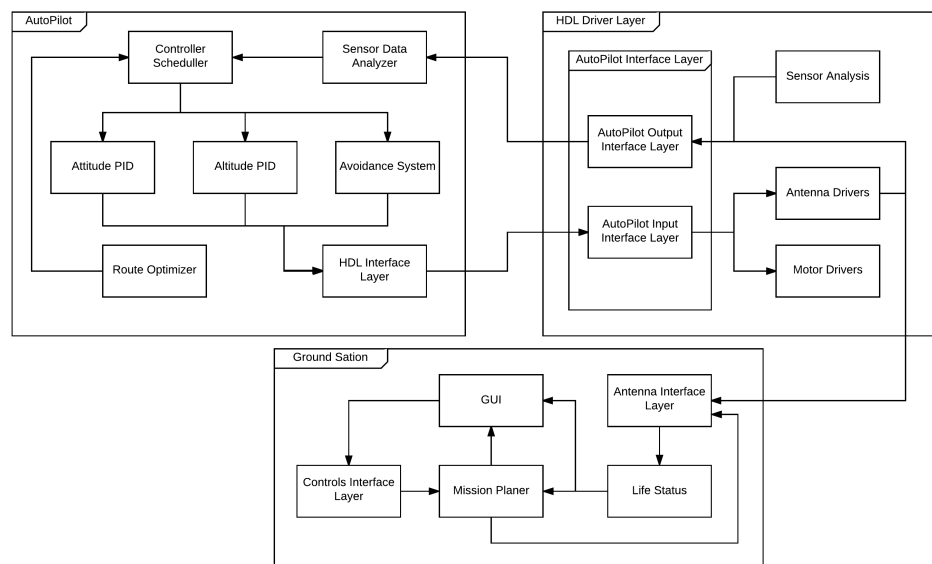 AutoPilot
Controller
Scheduller
Sensor Data
Analyzer
Attitude PID
Altitude PID
Avoidance System
Route Optimizer
HDL Interface
Layer
HDL Driver Layer
AutoPilot Interface Layer
Sensor Analysis
AutoPilot Output
Interface Layer
Antenna Drivers
AutoPilot Input
Interface Layer
Motor Drivers
Ground Sation
GUI
Antenna Interface
Layer
Controls Interface
Layer
Mission Planer
Life Status